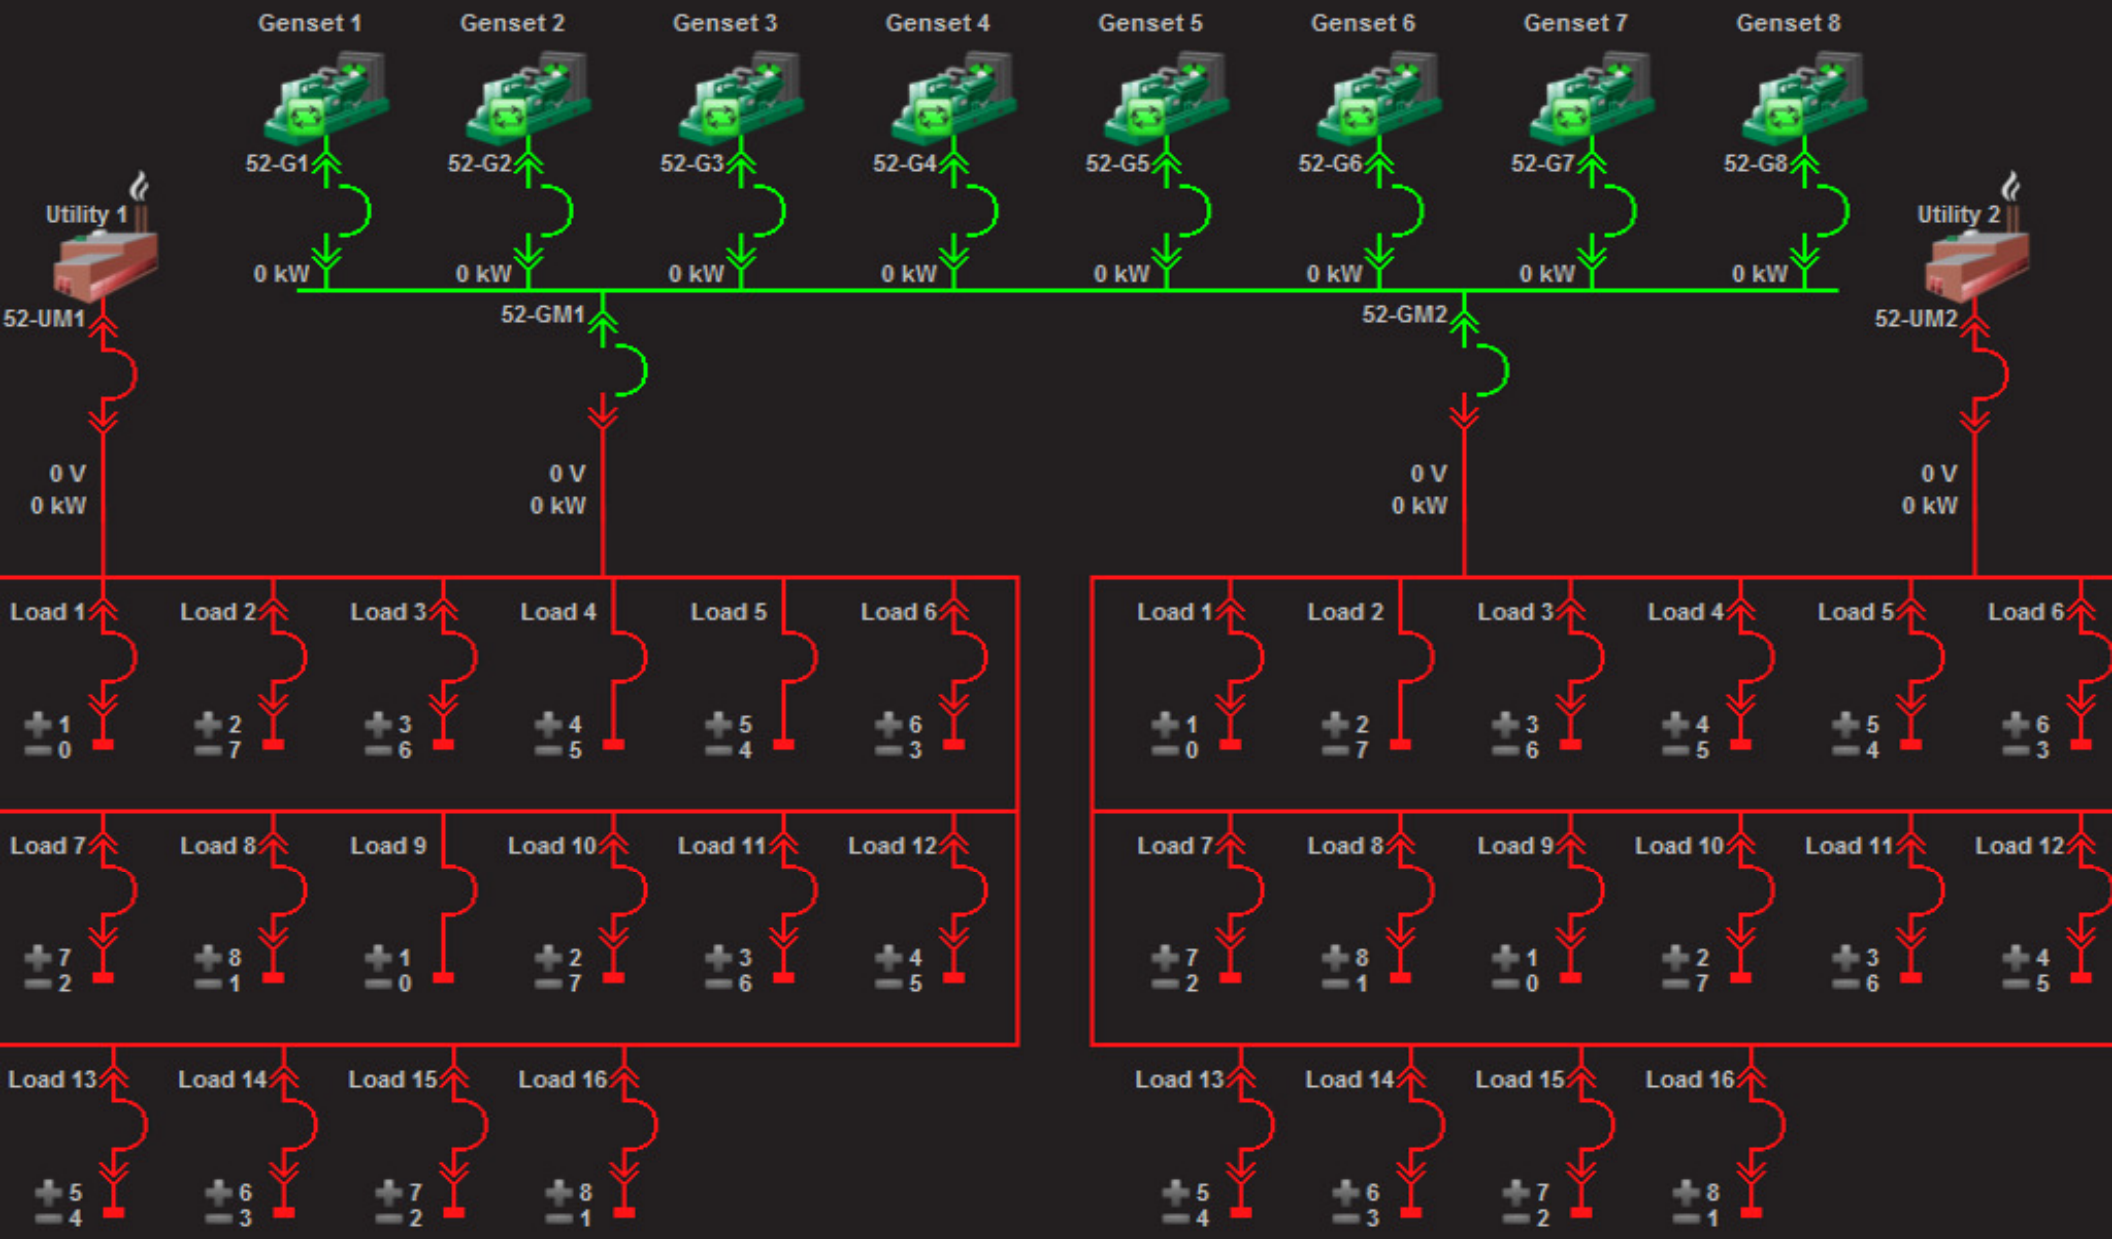 Genset 1 Genset 2 Genset 3 Genset 4 Genset 5 Genset 6 Genset 7 Genset 8
52-G1 52-G2 52-G3 52-G4 52-G5 52-G6 52-G7 52-G8
Utility 1 Utility 2
0 kW 0 kW 0 kW 0 kW 0 kW 0 kW 0 kW 0 kW
52-UM1 52-GM1 52-GM2 52-UM2
0 V 0 V 0 V 0 V
0 kW 0 kW 0 kW 0 kW
Load 1 Load 2 Load 3 Load 4 Load 5 Load 6 Load 1 Load 2 Load 3 Load 4 Load 5 Load 6
1 2 3 4 5 6 1 2 3 4 5 6
0 7 6 5 4 3 0 7 6 5 4 3
Load 7 Load 8 Load 9 Load 10 Load 11 Load 12 Load 7 Load 8 Load 9 Load 10 Load 11 Load 12
7 8 1 2 3 4 7 8 1 2 3 4
2 1 0 7 6 5 2 1 0 7 6 5
Load 13 Load 14 Load 15 Load 16 Load 13 Load 14 Load 15 Load 16
5 6 7 8 5 6 7 8
4 3 2 1 4 3 2 1